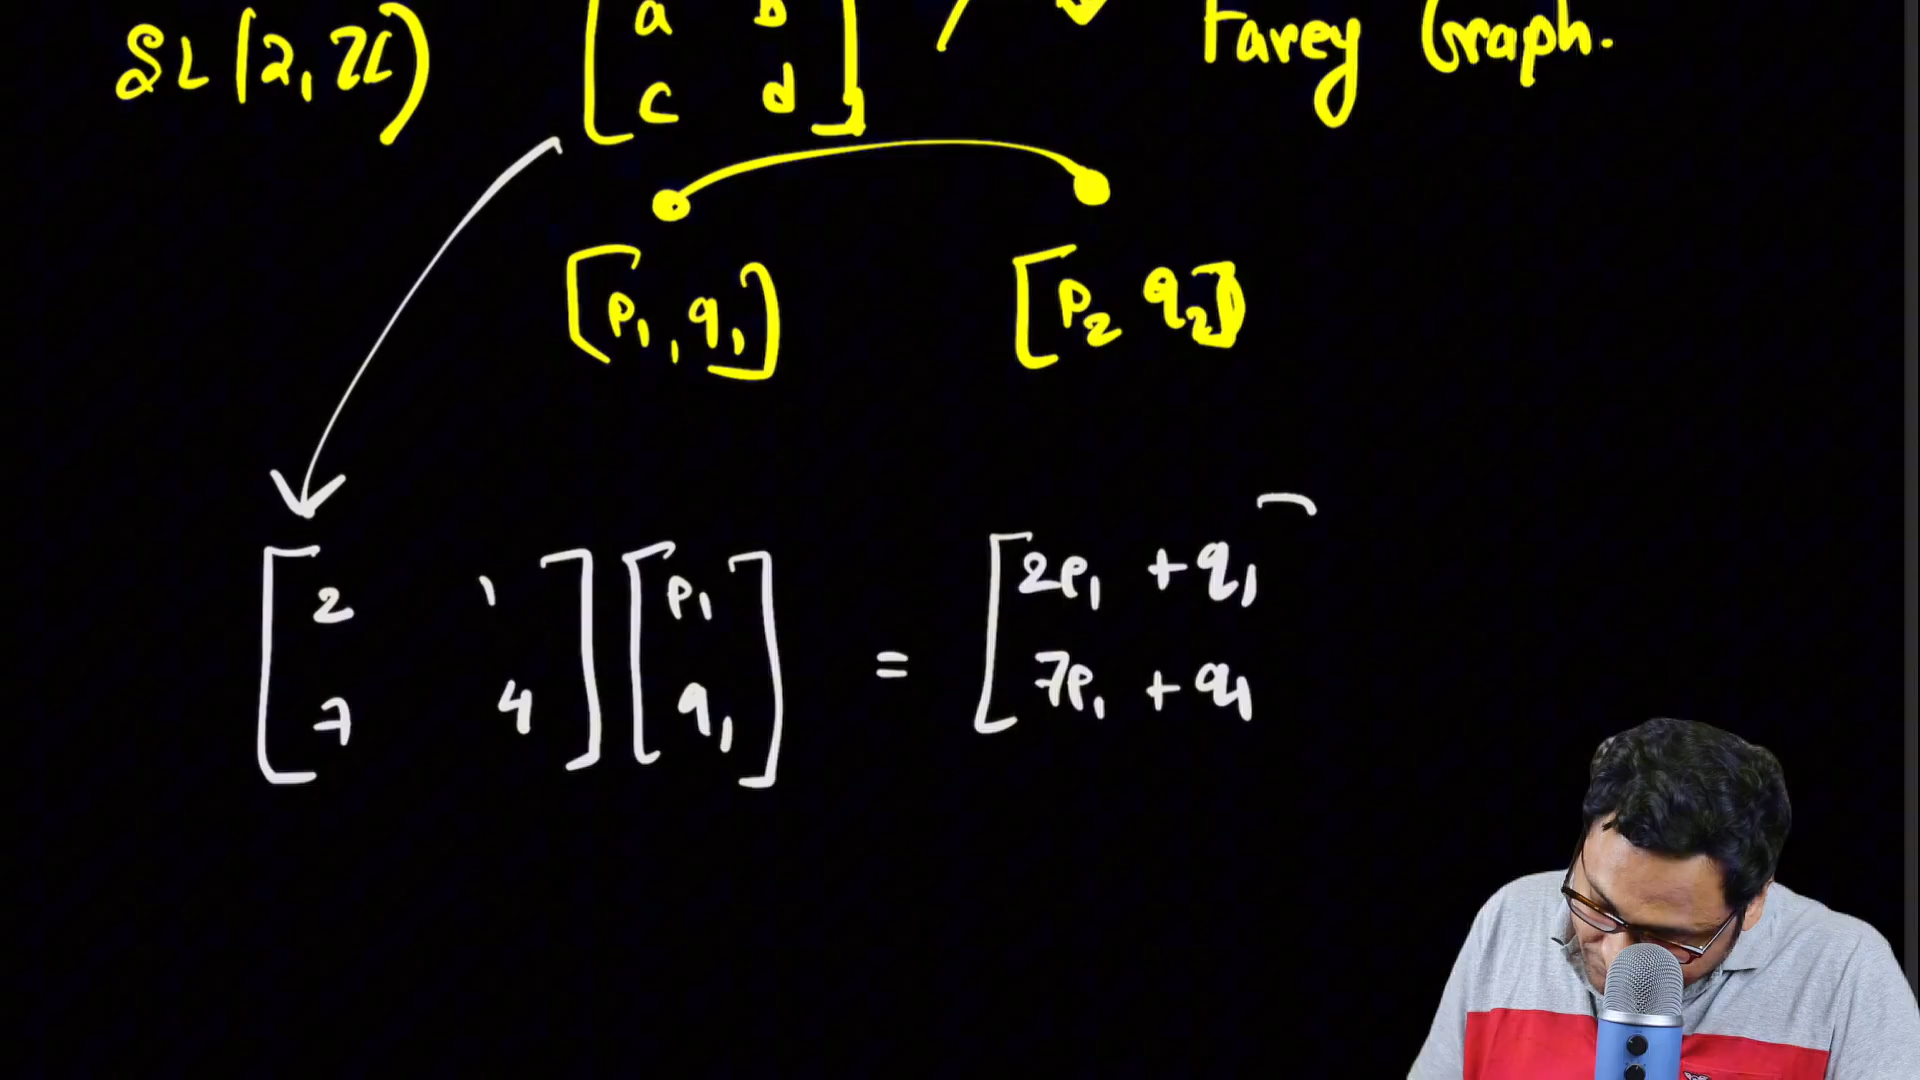 SL(2,ℤ) [a b / Farey Graph.
c d]
[p₁, q₁] [p₂ q₂]
[2 1] [p₁] = [2p₁ + q₁
[7 4] [q₁] [7p₁ + q₁